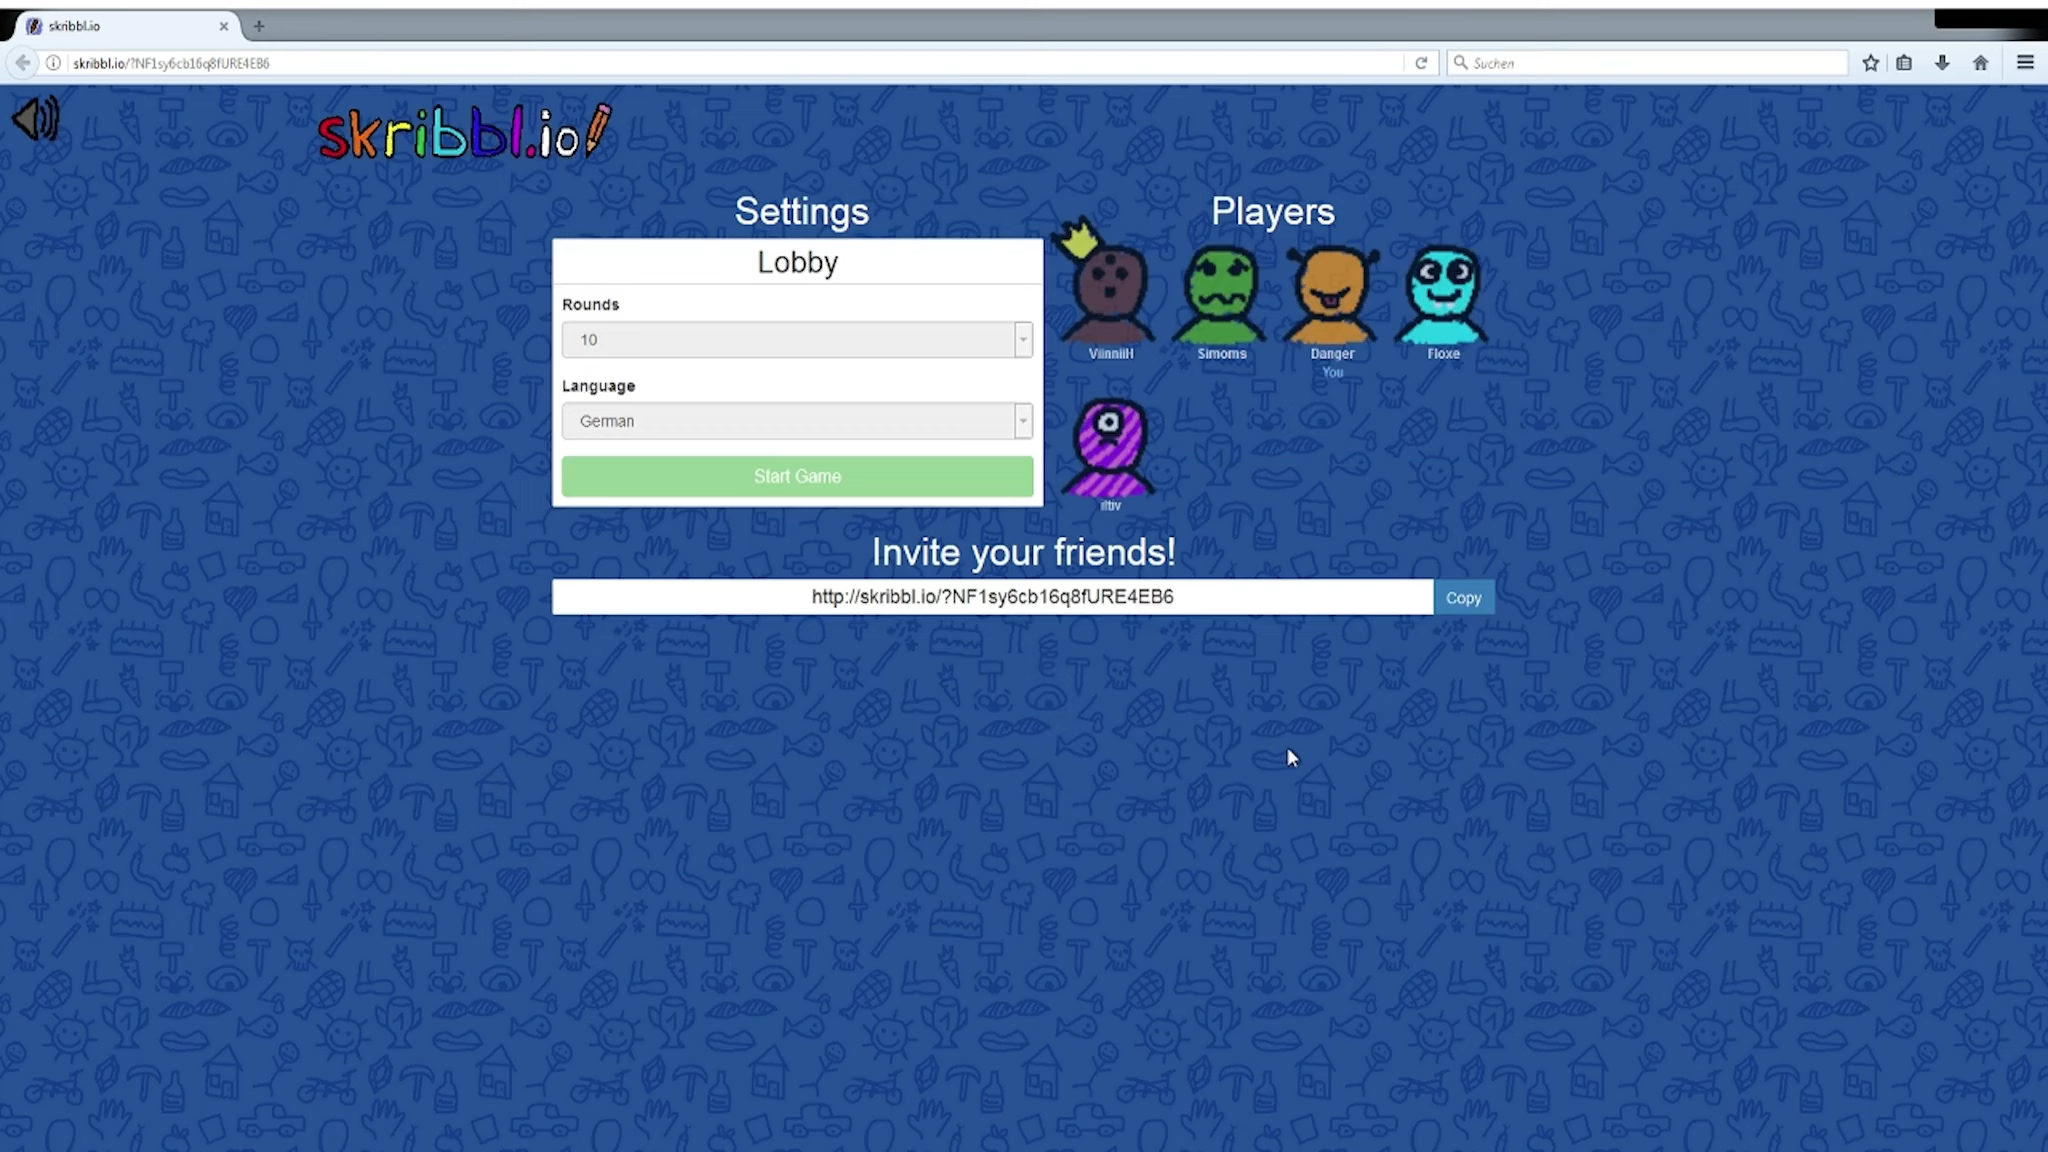 skribbl.io
skribbl.io/?NF1sy6cb16q8fURE4EB6
Suchen
skribbl.io
Settings
Players
Lobby
Rounds
10
Language
German
Start Game
ViinniiH
Simoms
Danger
Floxe
You
Invite your friends!
http://skribbl.io/?NF1sy6cb16q8fURE4EB6
Copy